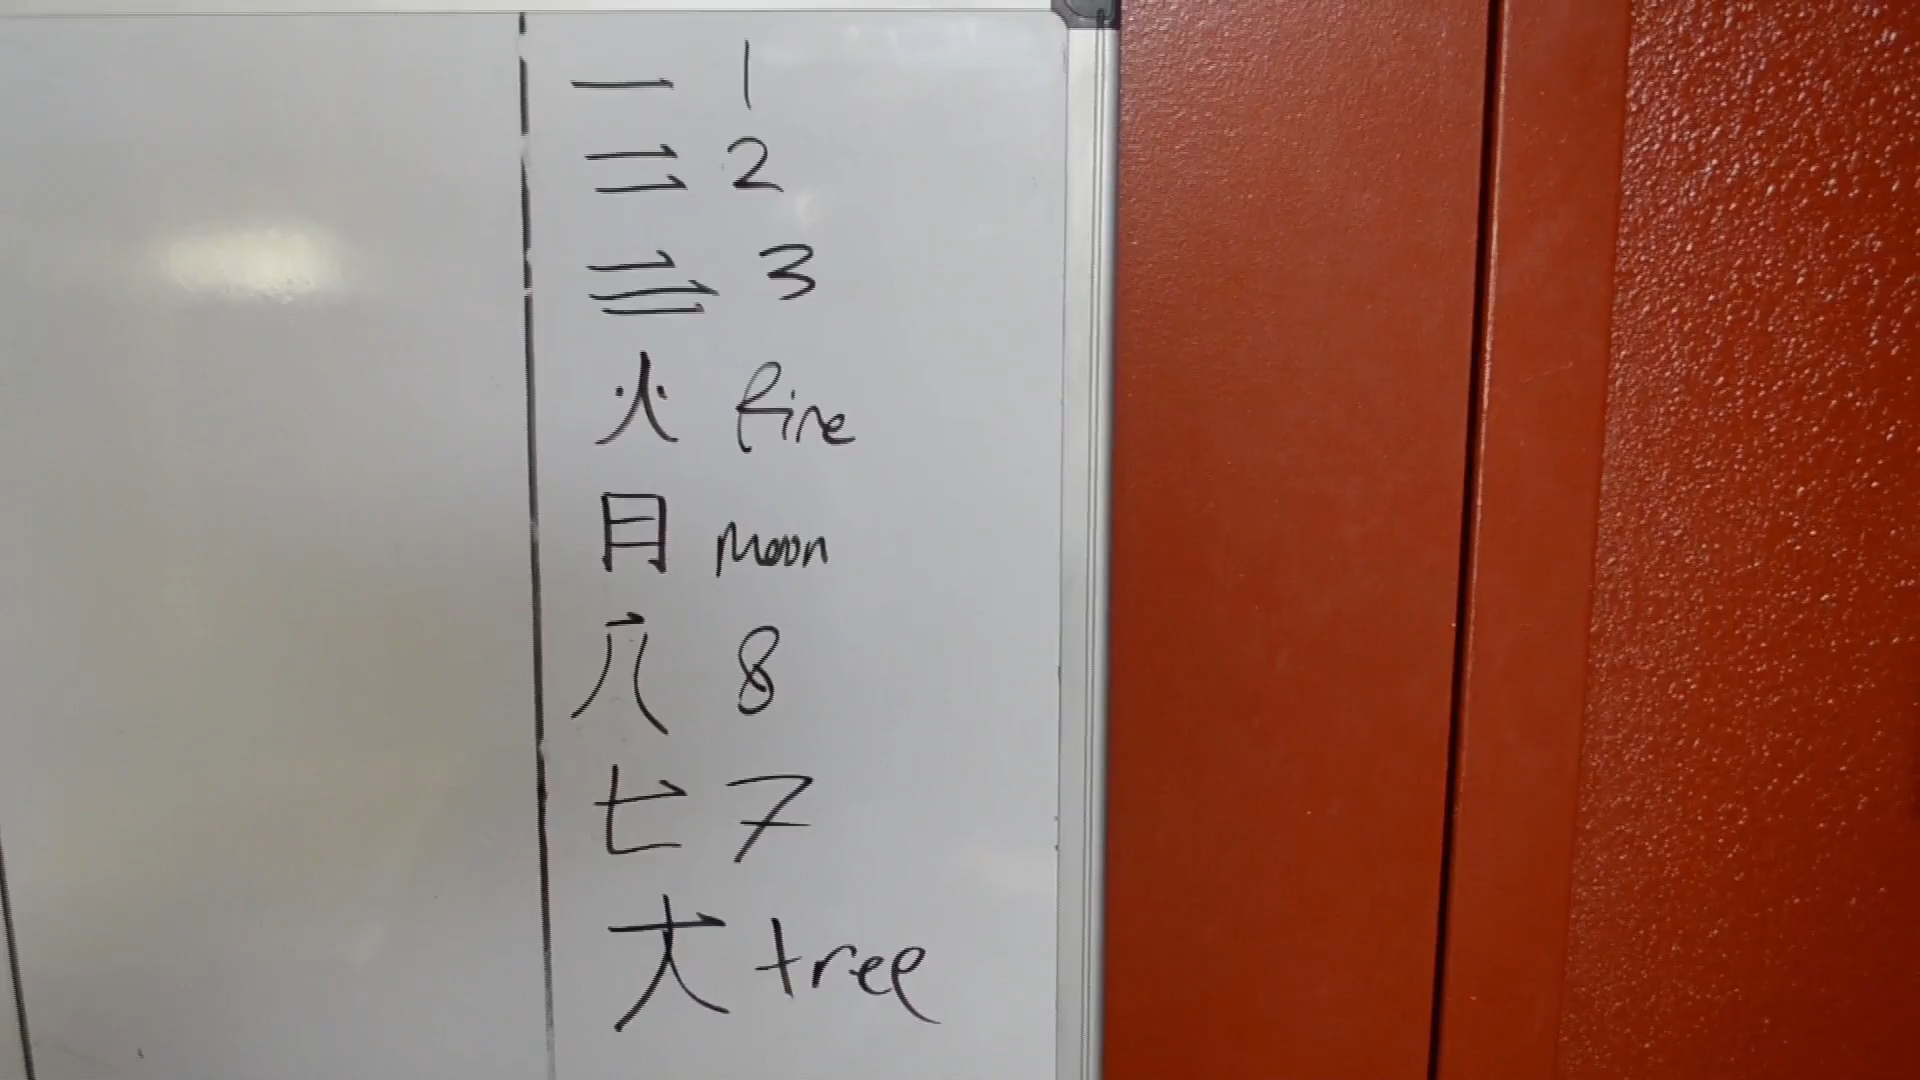 一 1
二 2
三 3
火 fire
月 moon
八 8
七 7
大 tree